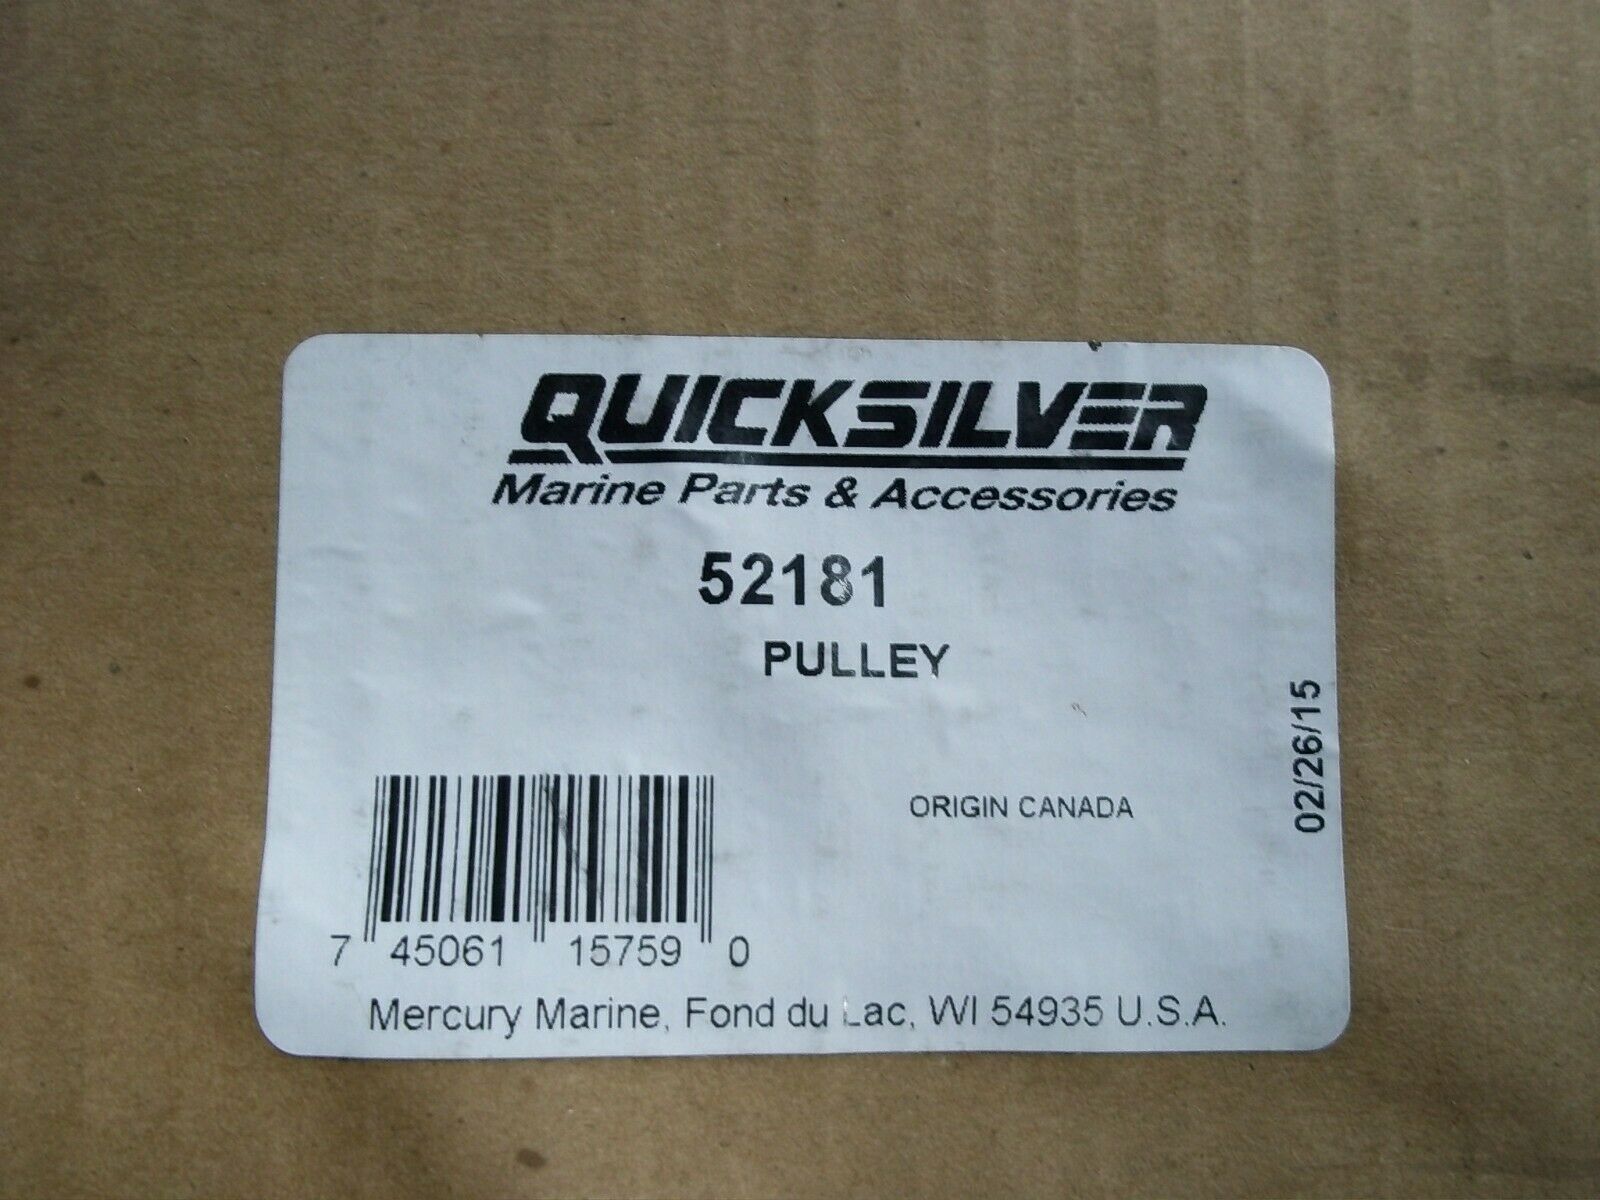 QUICKSILVER
Marine Parts & Accessories
52181
PULLEY
02/26/15
ORIGIN CANADA
7 45061 15759 0
Mercury Marine, Fond du Lac, WI 54935 U.S.A.